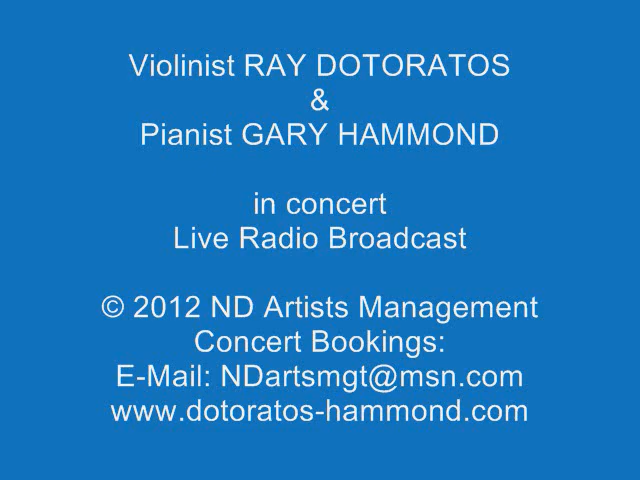 Violinist RAY DOTORATOS
&
Pianist GARY HAMMOND
in concert
Live Radio Broadcast
© 2012 ND Artists Management
Concert Bookings:
E-Mail: NDartsmgt@msn.com
www.dotoratos-hammond.com